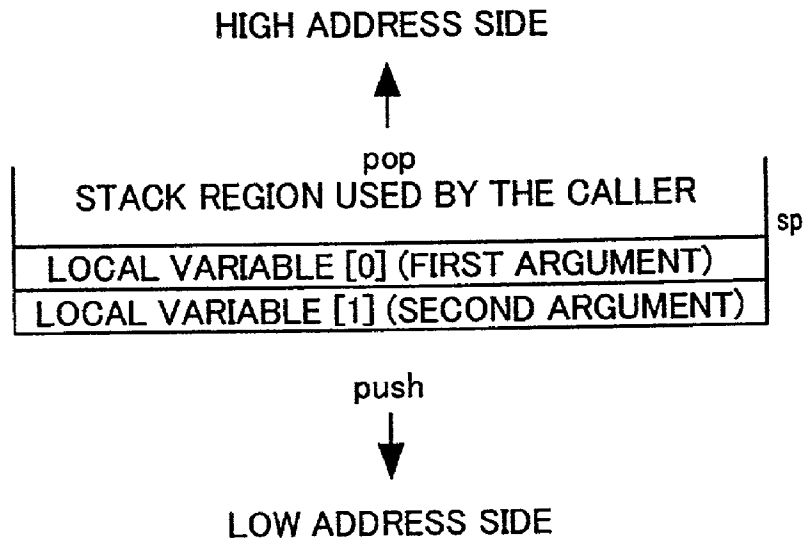 HIGH ADDRESS SIDE
pop
STACK REGION USED BY THE CALLER
sp
LOCAL VARIABLE [0] (FIRST ARGUMENT)
LOCAL VARIABLE [1] (SECOND ARGUMENT)
push
LOW ADDRESS SIDE